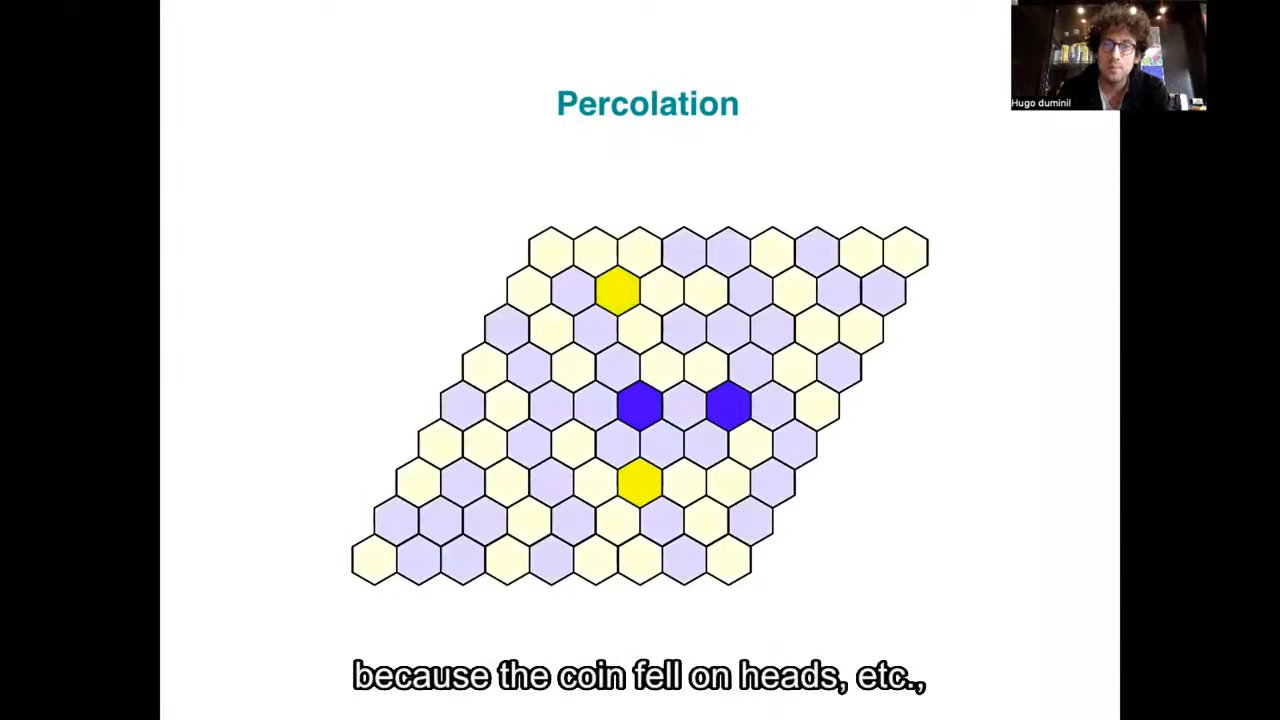 Percolation
Hugo duminil
because the coin fell on heads, etc.,